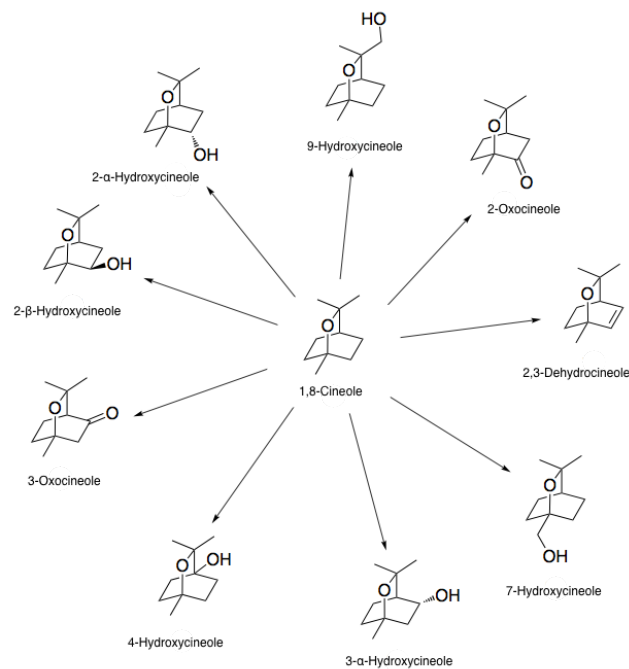 HO
O
9-Hydroxycineole
O
OH
2-α-Hydroxycineole
O
O
2-Oxocineole
O
OH
2-β-Hydroxycineole
O
1,8-Cineole
O
2,3-Dehydrocineole
O
O
3-Oxocineole
O
OH
4-Hydroxycineole
O
OH
3-α-Hydroxycineole
O
OH
7-Hydroxycineole